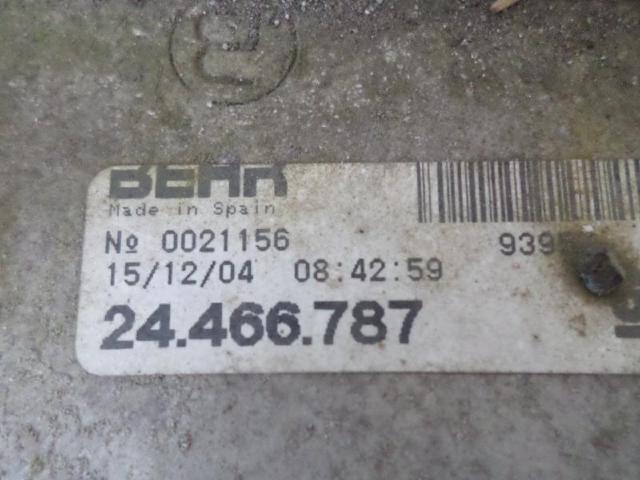 BEHR
Made in Spain
№ 0021156 939
15/12/04 08:42:59
24.466.787